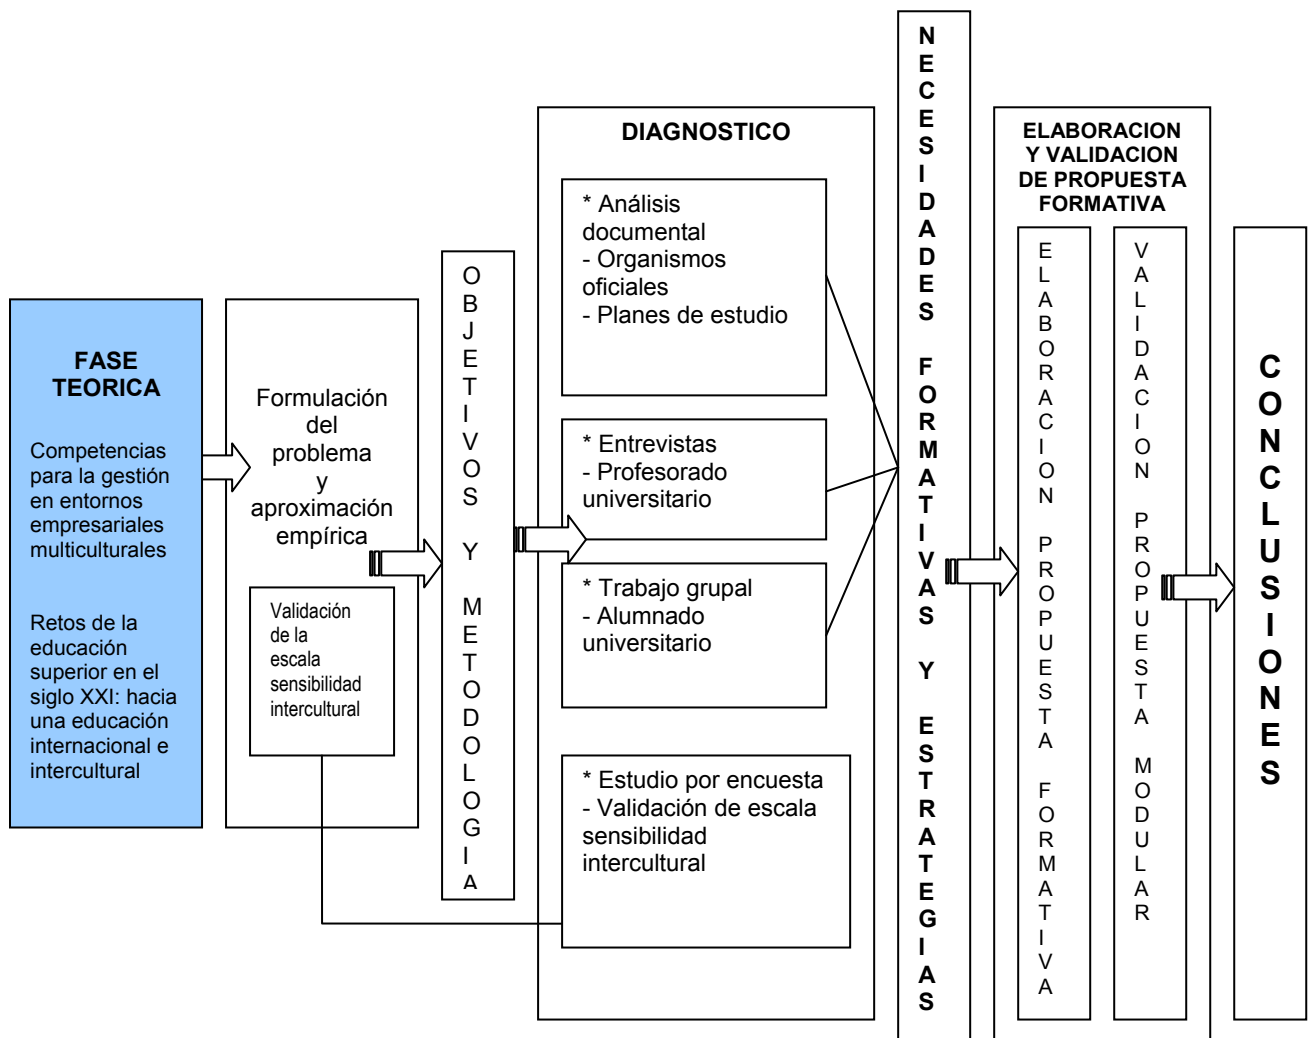 FASE
TEORICA
Competencias
para la gestión
en entornos
empresariales
multiculturales
Retos de la
educación
superior en el
siglo XXI: hacia
una educación
internacional e
intercultural
Formulación
del
problema
y
aproximación
empírica
Validación
de la
escala
sensibilidad
intercultural
OBJETIVOS Y METODOLOGIA
DIAGNOSTICO
* Análisis
documental
- Organismos
oficiales
- Planes de estudio
* Entrevistas
- Profesorado
universitario
* Trabajo grupal
- Alumnado
universitario
* Estudio por encuesta
- Validación de escala
sensibilidad
intercultural
NECESIDADES FORMATIVAS Y ESTRATEGIAS
ELABORACION
Y VALIDACION
DE PROPUESTA
FORMATIVA
ELABORACION PROPUESTA FORMATIVA
VALIDACION PROPUESTA MODULAR
CONCLUSIONES